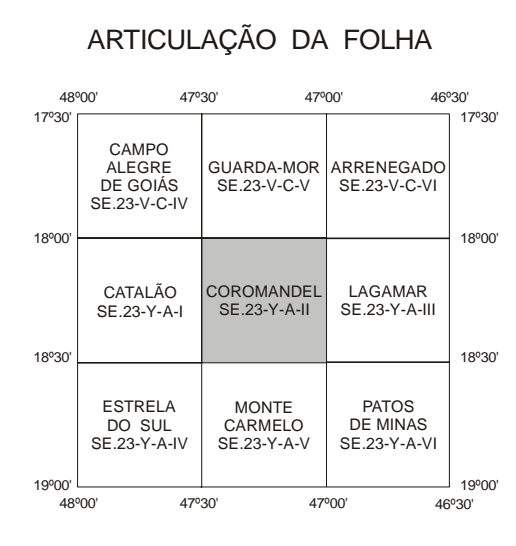 ARTICULAÇÃO DA FOLHA
48º00' 47º30' 47º00' 46º30'
17º30' 17º30'
CAMPO
ALEGRE
DE GOIÁS
SE.23-V-C-IV
GUARDA-MOR
SE.23-V-C-V
ARRENEGADO
SE.23-V-C-VI
18º00' 18º00'
CATALÃO
SE.23-Y-A-I
COROMANDEL
SE.23-Y-A-II
LAGAMAR
SE.23-Y-A-III
18º30' 18º30'
ESTRELA
DO SUL
SE.23-Y-A-IV
MONTE
CARMELO
SE.23-Y-A-V
PATOS
DE MINAS
SE.23-Y-A-VI
19º00' 19º00'
48º00' 47º30' 47º00' 46º30'